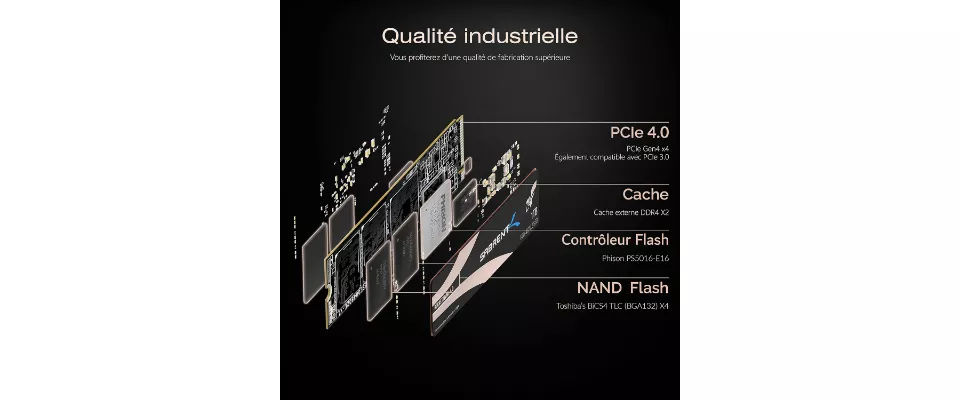 Qualité industrielle
Vous profiterez d'une qualité de fabrication supérieure
PCIe 4.0
PCIe Gen4 x4
Également compatible avec PCIe 3.0
Cache
Cache externe DDR4 X2
Contrôleur Flash
Phison PS5016-E16
NAND Flash
Toshiba's BiCS4 TLC (BGA132) X4
PHISON
SABRENT